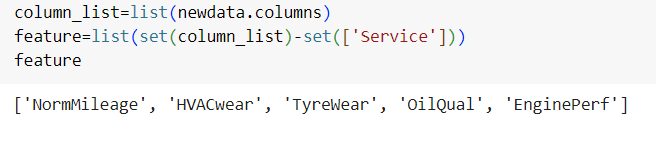 column_list=list(newdata.columns)
feature=list(set(column_list)-set(['Service']))
feature
['NormMileage', 'HVACwear', 'TyreWear', 'OilQual', 'EnginePerf']